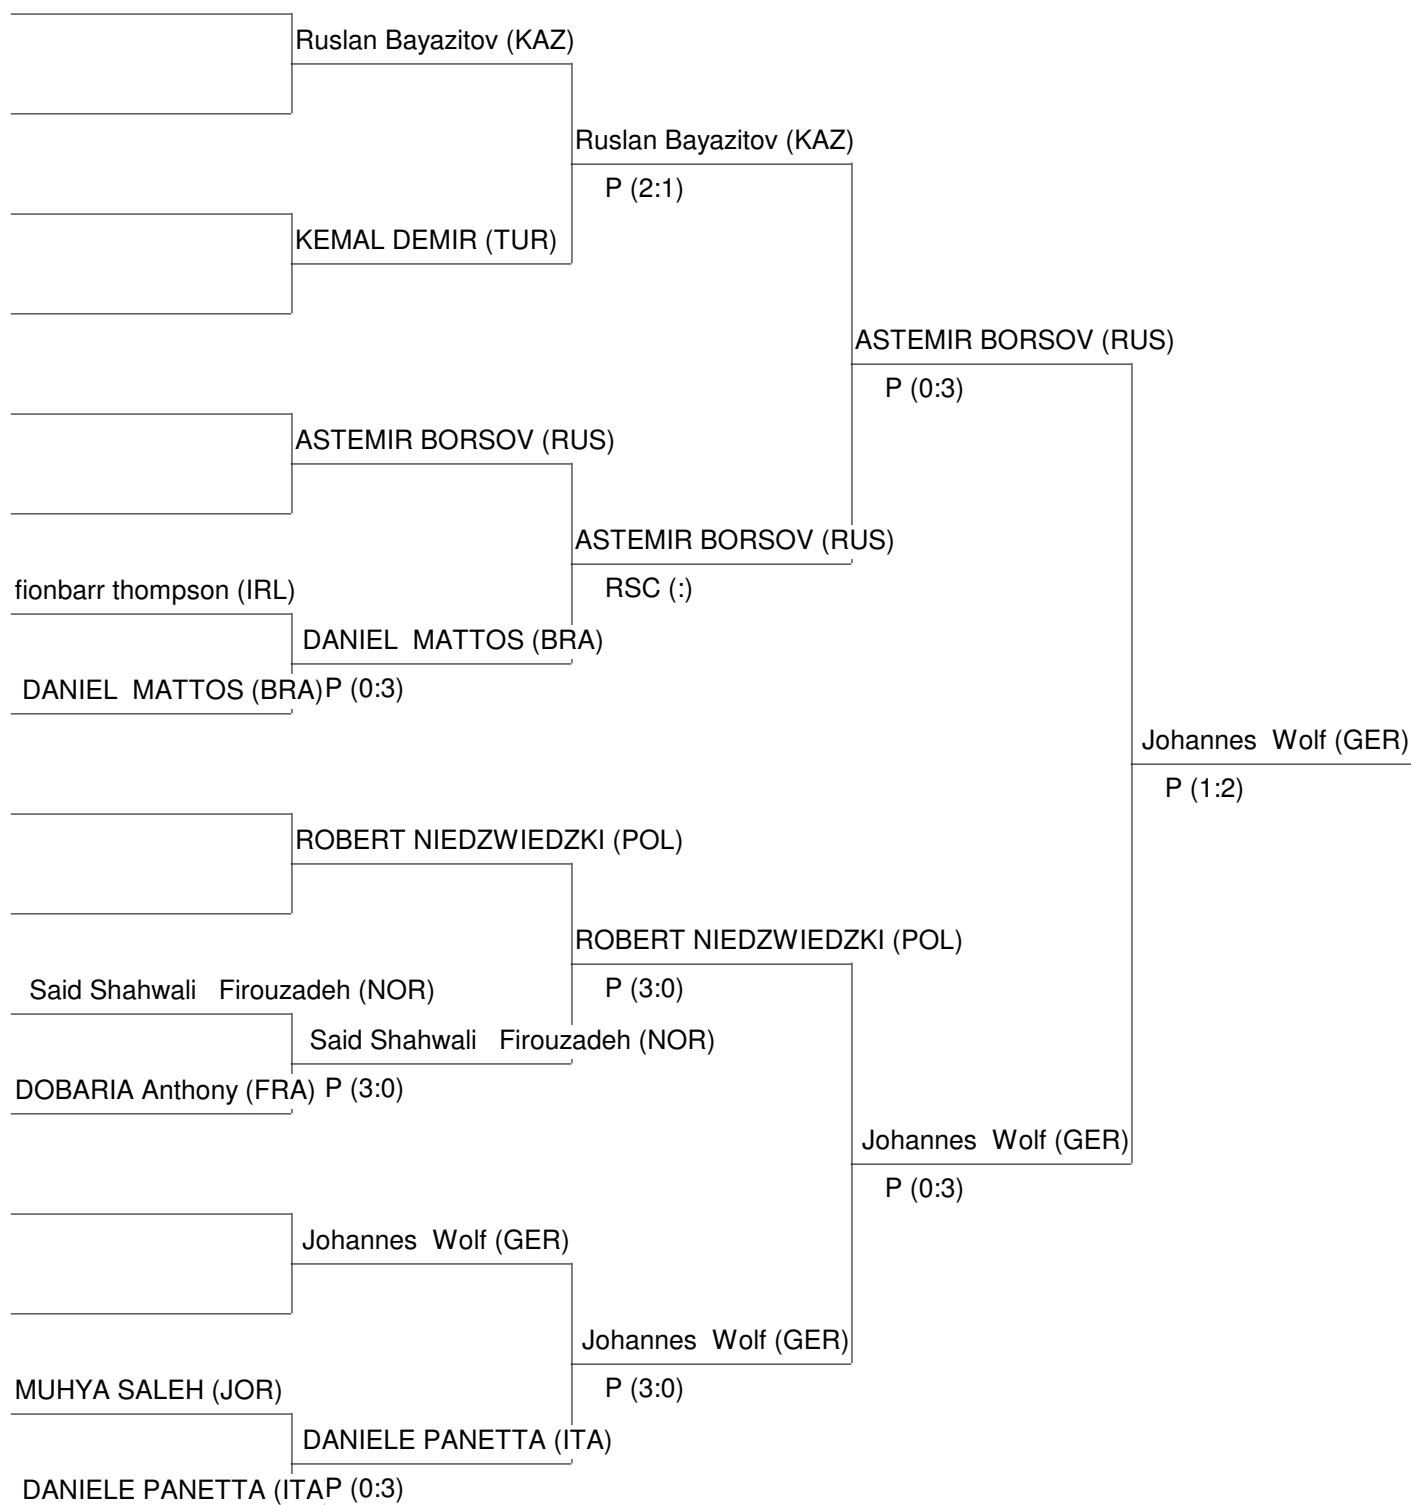 Ruslan Bayazitov (KAZ)
Ruslan Bayazitov (KAZ)
P (2:1)
KEMAL DEMIR (TUR)
ASTEMIR BORSOV (RUS)
P (0:3)
ASTEMIR BORSOV (RUS)
ASTEMIR BORSOV (RUS)
RSC (:)
fionbarr thompson (IRL)
DANIEL MATTOS (BRA)
DANIEL MATTOS (BRA) P (0:3)
Johannes Wolf (GER)
P (1:2)
ROBERT NIEDZWIEDZKI (POL)
ROBERT NIEDZWIEDZKI (POL)
P (3:0)
Said Shahwali Firouzadeh (NOR)
Said Shahwali Firouzadeh (NOR)
DOBARIA Anthony (FRA) P (3:0)
Johannes Wolf (GER)
P (0:3)
Johannes Wolf (GER)
Johannes Wolf (GER)
P (3:0)
MUHYA SALEH (JOR)
DANIELE PANETTA (ITA)
DANIELE PANETTA (ITA P (0:3)